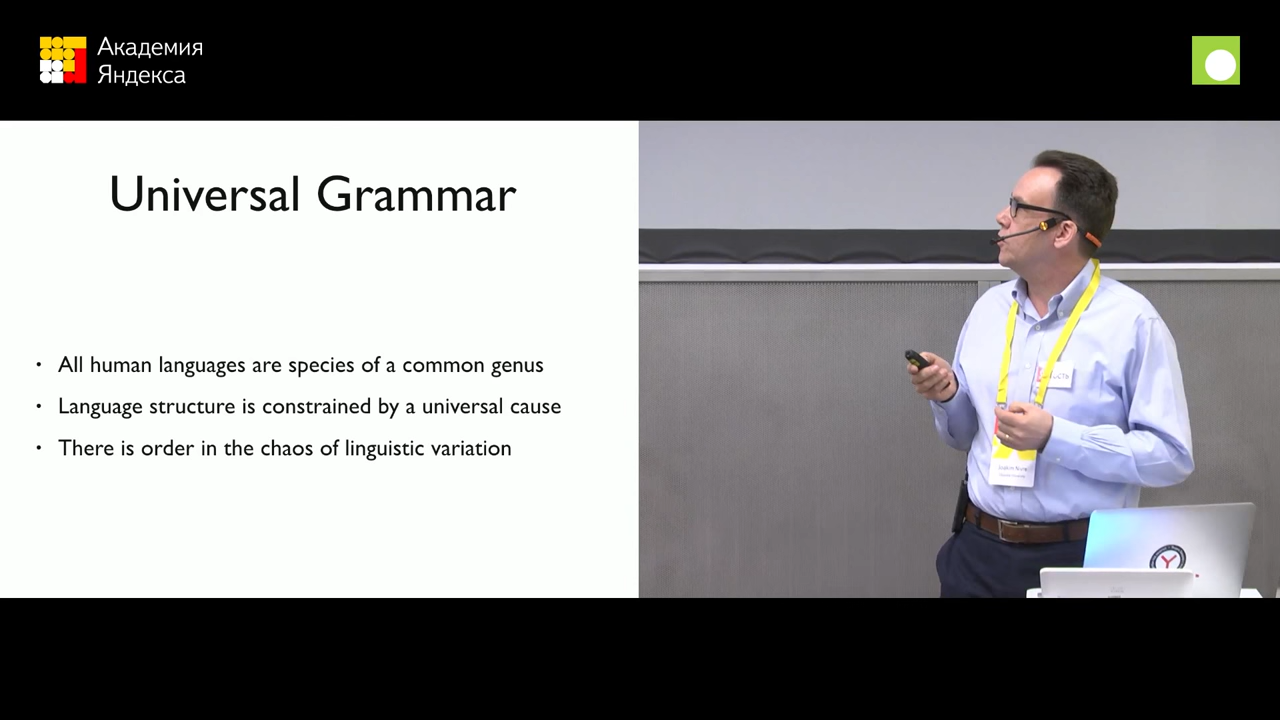 Академия
Яндекса
Universal Grammar
• All human languages are species of a common genus
• Language structure is constrained by a universal cause
• There is order in the chaos of linguistic variation